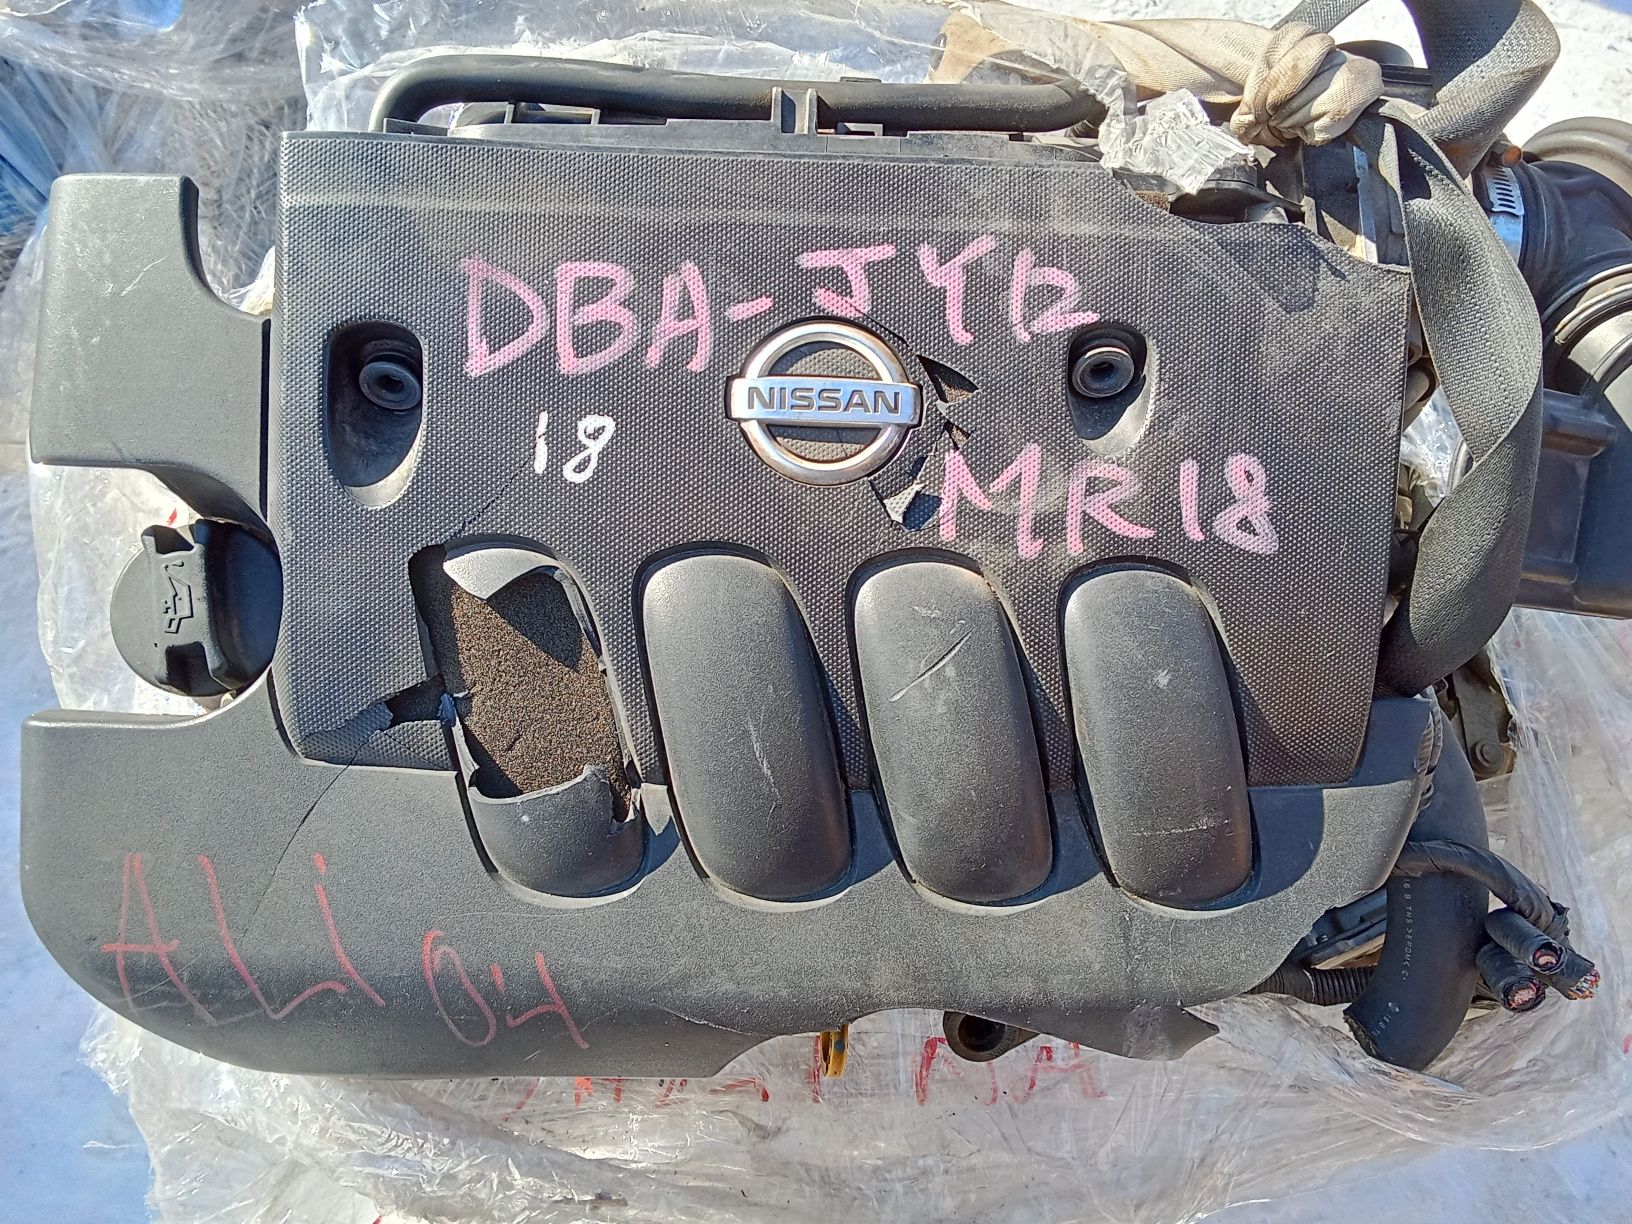 DBA-JY12
NISSAN
18
MR18
ALI 04